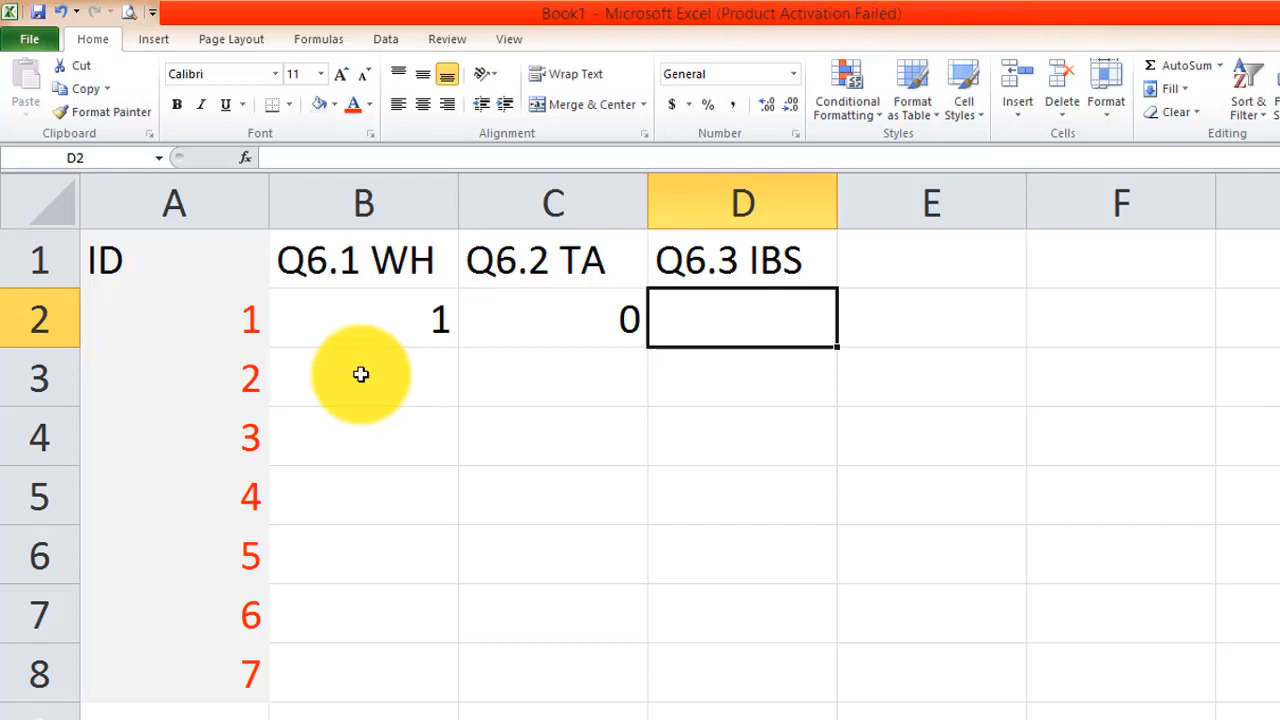 Book1 - Microsoft Excel (Product Activation Failed)
File Home Insert Page Layout Formulas Data Review View
Paste
Cut
Copy
Format Painter
Clipboard
Calibri 11
B I U
Font
Wrap Text
Merge & Center
Alignment
General
$ % ,
Number
Conditional Formatting
Format as Table
Cell Styles
Styles
Insert Delete Format
Cells
Σ AutoSum
Fill
Clear
Sort & Filter
Editing
D2 fx
A B C D E F
1 ID Q6.1 WH Q6.2 TA Q6.3 IBS
2 1 1 0
3 2
4 3
5 4
6 5
7 6
8 7